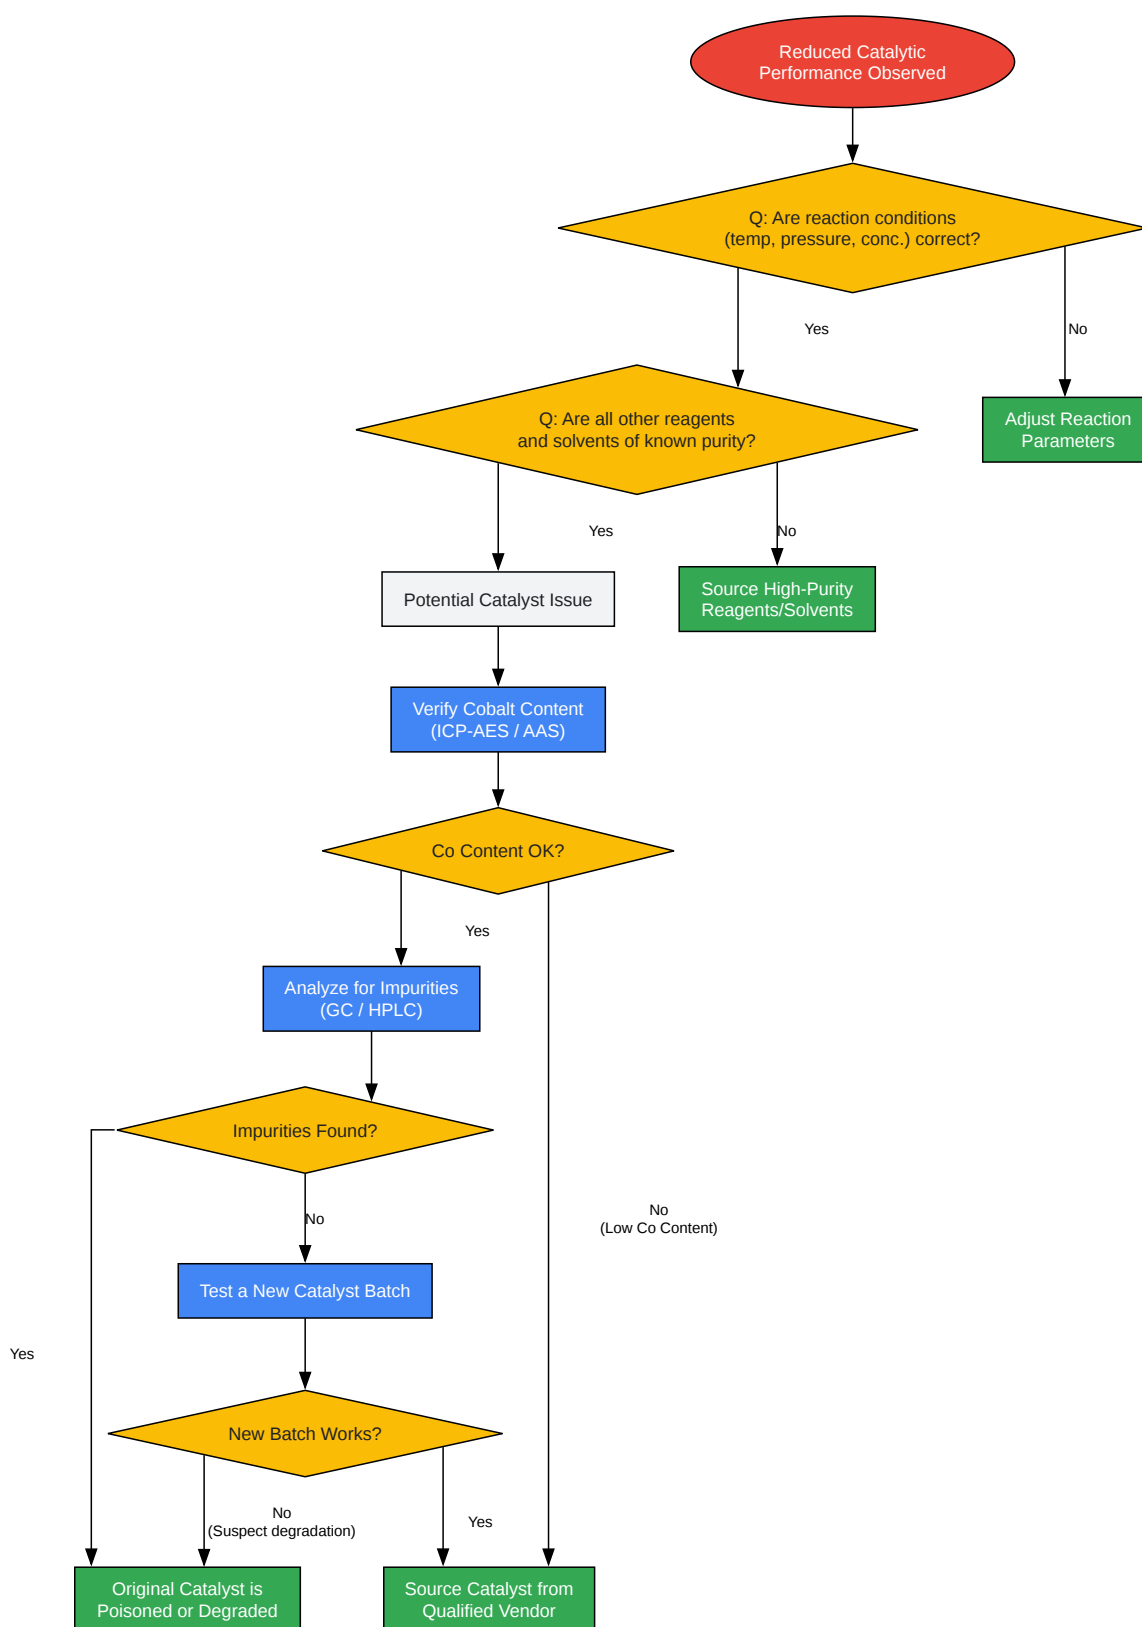 Reduced Catalytic
Performance Observed
Q: Are reaction conditions
(temp, pressure, conc.) correct?
Yes
No
Q: Are all other reagents
and solvents of known purity?
Adjust Reaction
Parameters
Yes
No
Potential Catalyst Issue
Source High-Purity
Reagents/Solvents
Verify Cobalt Content
(ICP-AES / AAS)
Co Content OK?
Yes
Analyze for Impurities
(GC / HPLC)
Impurities Found?
No
(Low Co Content)
No
Test a New Catalyst Batch
Yes
New Batch Works?
No
(Suspect degradation)
Yes
Original Catalyst is
Poisoned or Degraded
Source Catalyst from
Qualified Vendor